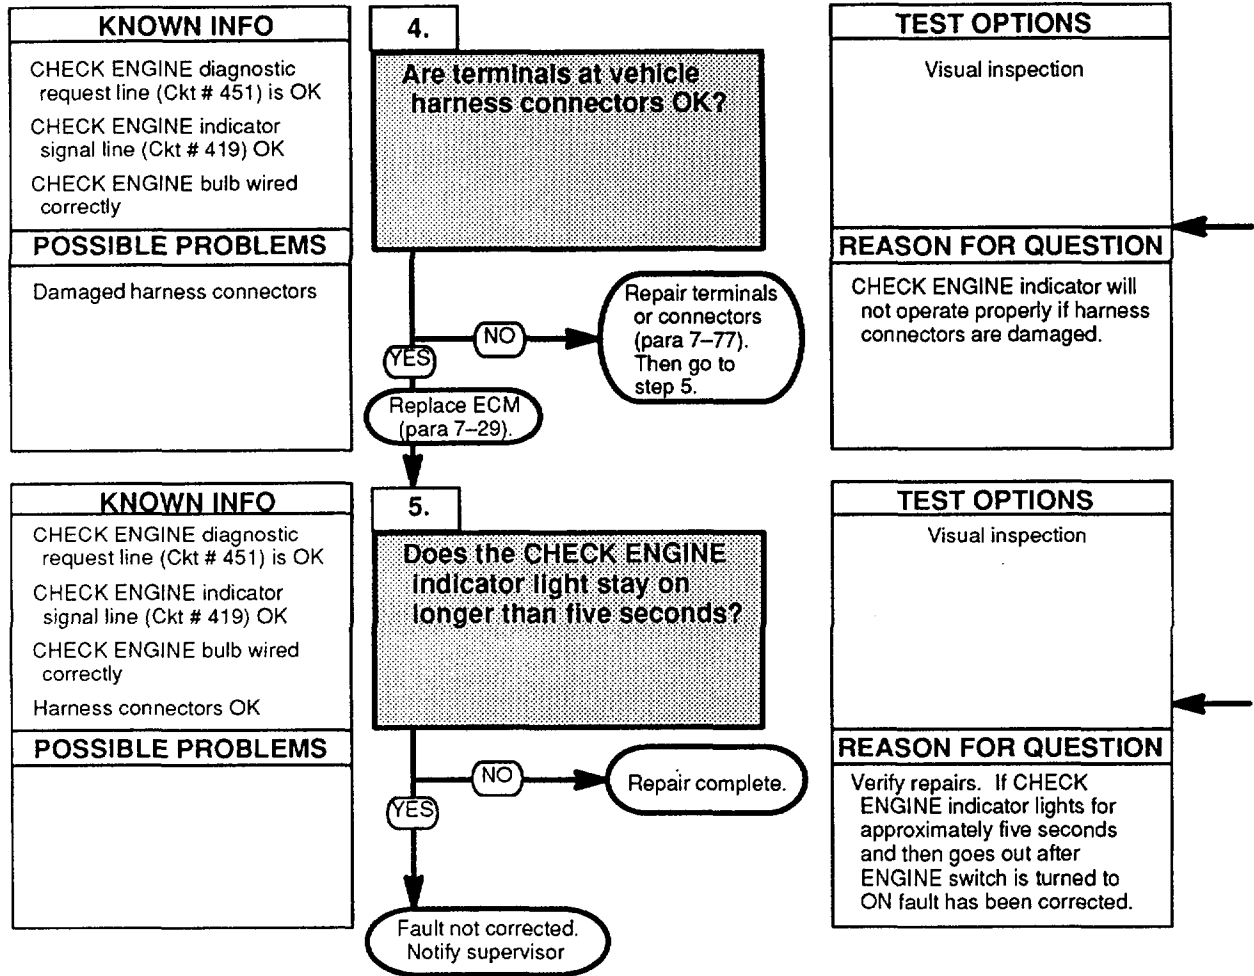 KNOWN INFO
CHECK ENGINE diagnostic
request line (Ckt # 451) is OK
CHECK ENGINE indicator
signal line (Ckt # 419) OK
CHECK ENGINE bulb wired
correctly
POSSIBLE PROBLEMS
Damaged harness connectors
4.
Are terminals at vehicle
harness connectors OK?
NO
YES
Repair terminals
or connectors
(para 7–77).
Then go to
step 5.
Replace ECM
(para 7–29).
TEST OPTIONS
Visual inspection
REASON FOR QUESTION
CHECK ENGINE indicator will
not operate properly if harness
connectors are damaged.
KNOWN INFO
CHECK ENGINE diagnostic
request line (Ckt # 451) is OK
CHECK ENGINE indicator
signal line (Ckt # 419) OK
CHECK ENGINE bulb wired
correctly
Harness connectors OK
POSSIBLE PROBLEMS
5.
Does the CHECK ENGINE
indicator light stay on
longer than five seconds?
NO
YES
Repair complete.
Fault not corrected.
Notify supervisor
TEST OPTIONS
Visual inspection
REASON FOR QUESTION
Verify repairs. If CHECK
ENGINE indicator lights for
approximately five seconds
and then goes out after
ENGINE switch is turned to
ON fault has been corrected.